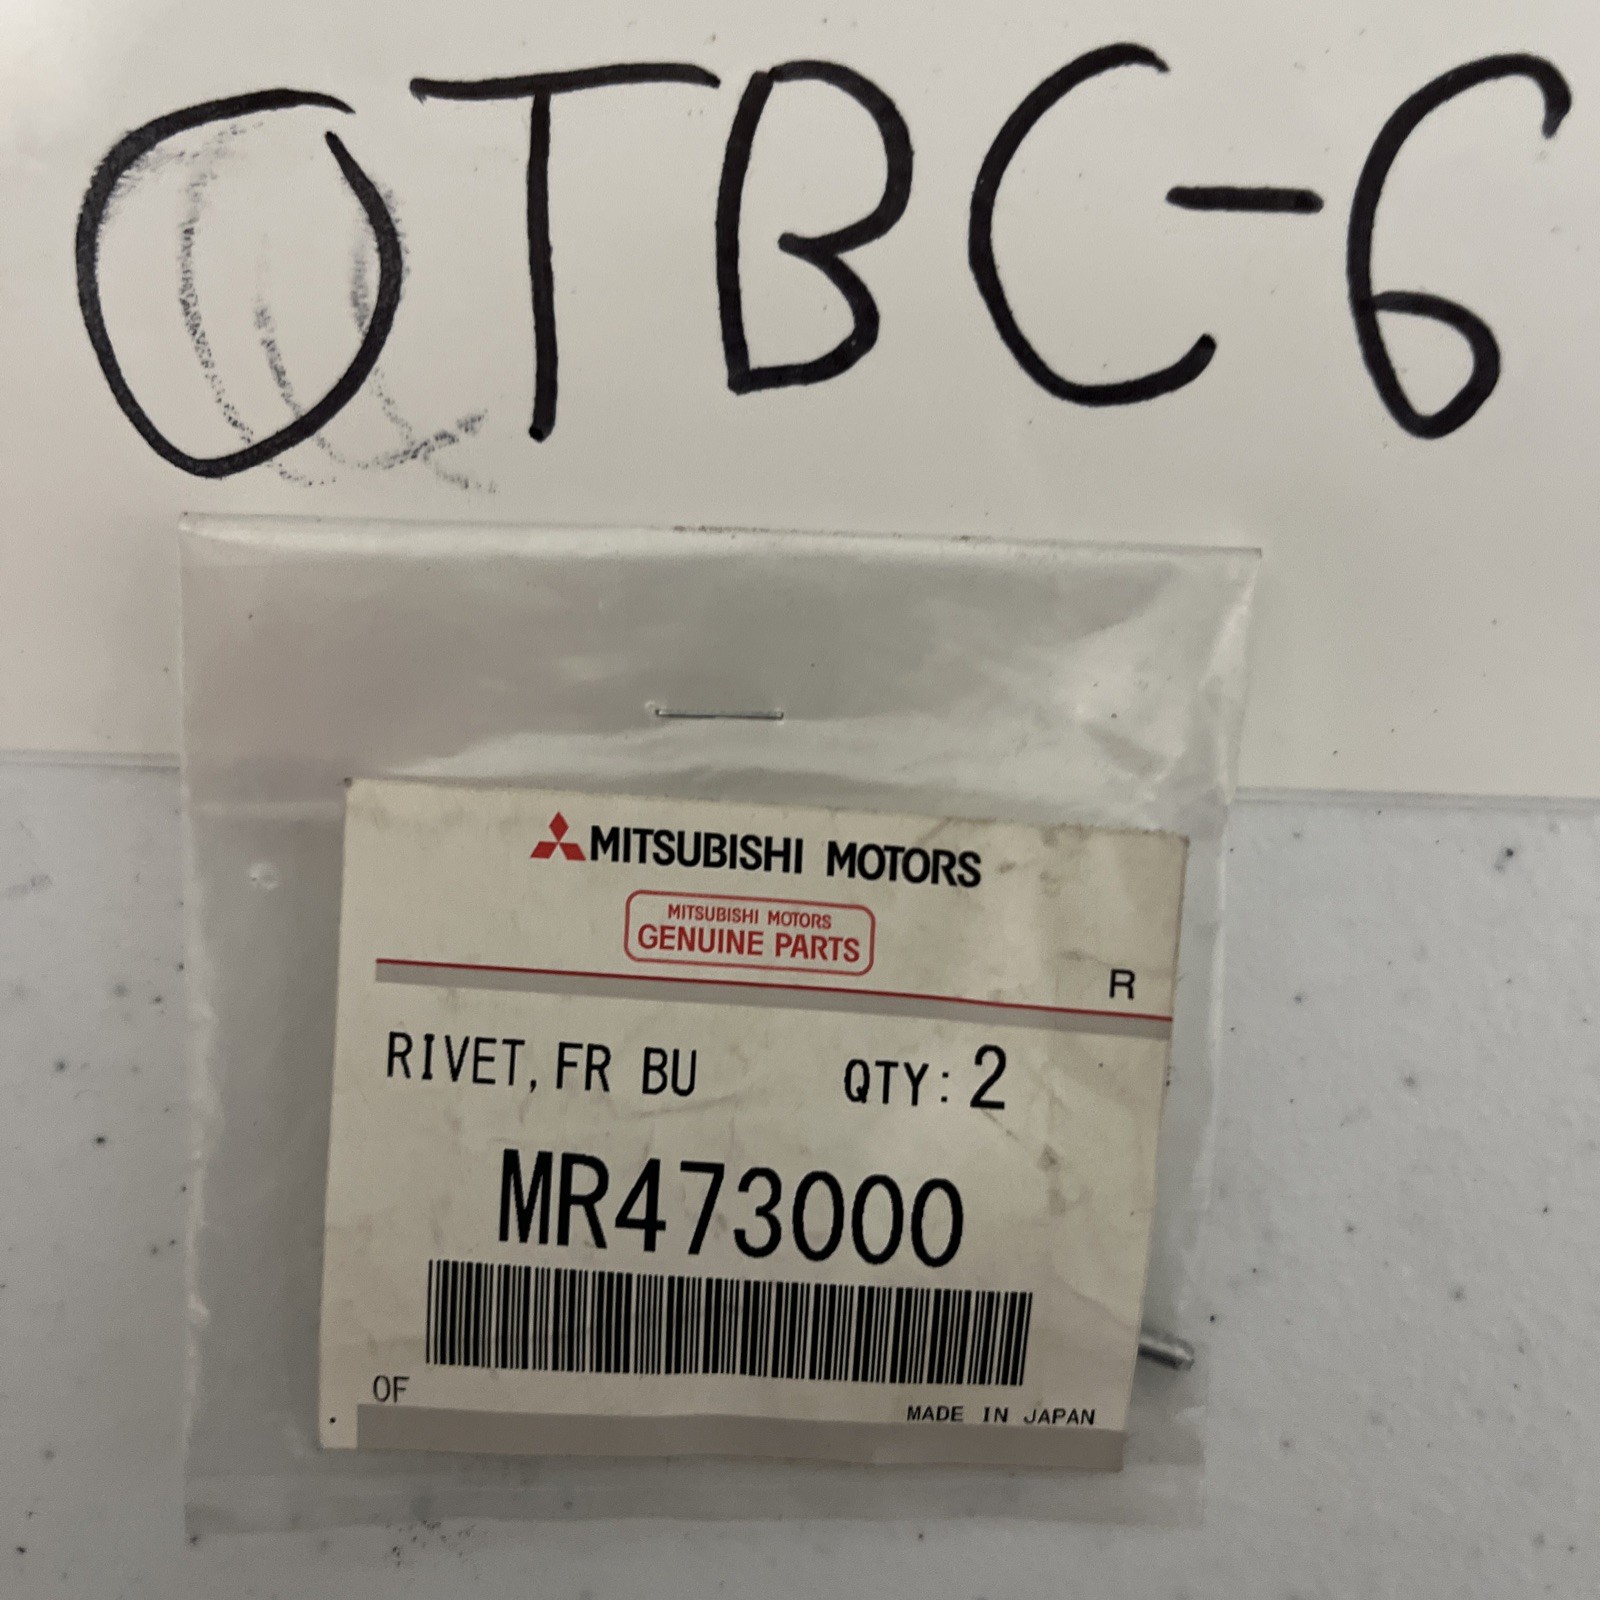 OTBC-6
MITSUBISHI MOTORS
MITSUBISHI MOTORS
GENUINE PARTS
R
RIVET, FR BU QTY: 2
MR473000
OF
MADE IN JAPAN